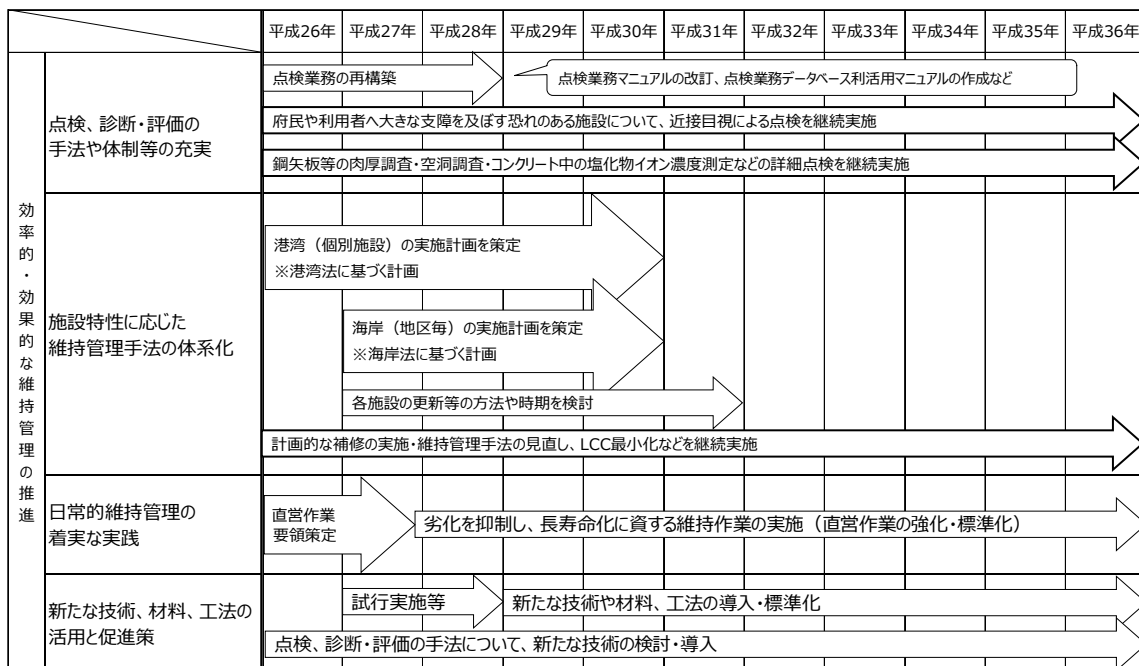 平成26年 平成27年 平成28年 平成29年 平成30年 平成31年 平成32年 平成33年 平成34年 平成35年 平成36年
効率的・効果的な維持管理の推進
点検、診断・評価の
手法や体制等の充実
点検業務の再構築
点検業務マニュアルの改訂、点検業務データベース利活用マニュアルの作成など
府民や利用者へ大きな支障を及ぼす恐れのある施設について、近接目視による点検を継続実施
鋼矢板等の肉厚調査・空洞調査・コンクリート中の塩化物イオン濃度測定などの詳細点検を継続実施
施設特性に応じた
維持管理手法の体系化
港湾（個別施設）の実施計画を策定
※港湾法に基づく計画
海岸（地区毎）の実施計画を策定
※海岸法に基づく計画
各施設の更新等の方法や時期を検討
計画的な補修の実施・維持管理手法の見直し、LCC最小化などを継続実施
日常的維持管理の
着実な実践
直営作業
要領策定
劣化を抑制し、長寿命化に資する維持作業の実施（直営作業の強化・標準化）
新たな技術、材料、工法の
活用と促進策
試行実施等
新たな技術や材料、工法の導入・標準化
点検、診断・評価の手法について、新たな技術の検討・導入